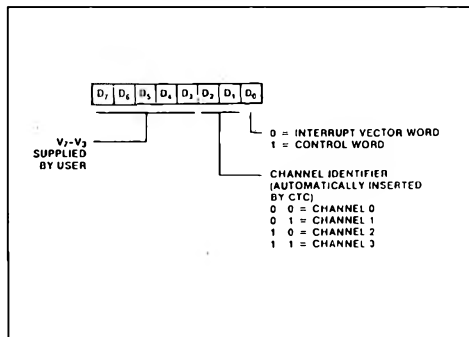 D7 D6 D5 D4 D3 D2 D1 D0
0 = INTERRUPT VECTOR WORD
1 = CONTROL WORD
V7-V3
SUPPLIED
BY USER
CHANNEL IDENTIFIER
(AUTOMATICALLY INSERTED
BY CTC)
0 0 = CHANNEL 0
0 1 = CHANNEL 1
1 0 = CHANNEL 2
1 1 = CHANNEL 3